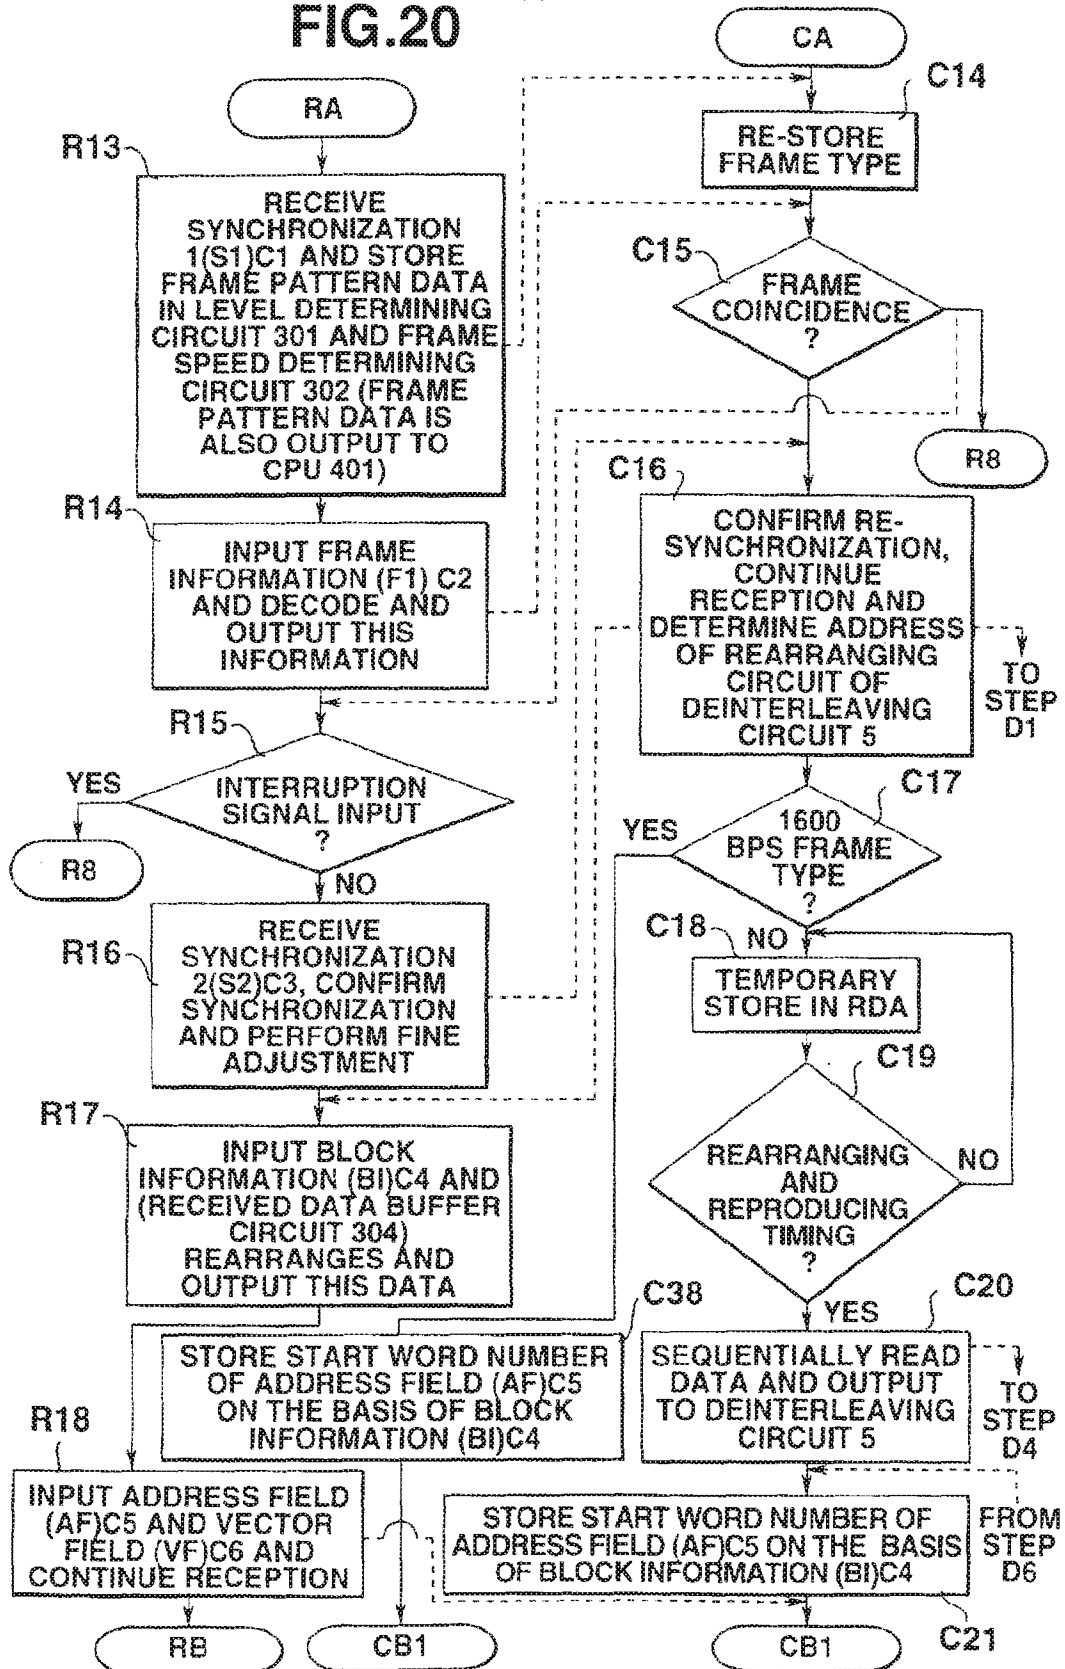 FIG.20
RA
R13
RECEIVE
SYNCHRONIZATION
1(S1)C1 AND STORE
FRAME PATTERN DATA
IN LEVEL DETERMINING
CIRCUIT 301 AND FRAME
SPEED DETERMINING
CIRCUIT 302 (FRAME
PATTERN DATA IS
ALSO OUTPUT TO
CPU 401)
R14
INPUT FRAME
INFORMATION (F1) C2
AND DECODE AND
OUTPUT THIS
INFORMATION
R15
INTERRUPTION
SIGNAL INPUT
?
YES
R8
NO
R16
RECEIVE
SYNCHRONIZATION
2(S2)C3, CONFIRM
SYNCHRONIZATION
AND PERFORM FINE
ADJUSTMENT
R17
INPUT BLOCK
INFORMATION (BI)C4 AND
(RECEIVED DATA BUFFER
CIRCUIT 304)
REARRANGES AND
OUTPUT THIS DATA
R18
INPUT ADDRESS FIELD
(AF)C5 AND VECTOR
FIELD (VF)C6 AND
CONTINUE RECEPTION
RB
CA
C14
RE-STORE
FRAME TYPE
C15
FRAME
COINCIDENCE
?
R8
C16
CONFIRM RE-
SYNCHRONIZATION,
CONTINUE
RECEPTION AND
DETERMINE ADDRESS
OF REARRANGING
CIRCUIT OF
DEINTERLEAVING
CIRCUIT 5
TO
STEP
D1
C17
1600
BPS FRAME
TYPE
?
YES
NO
C18
TEMPORARY
STORE IN RDA
C19
REARRANGING
AND
REPRODUCING
TIMING
?
NO
YES
C38
STORE START WORD NUMBER
OF ADDRESS FIELD (AF)C5
ON THE BASIS OF BLOCK
INFORMATION (BI)C4
CB1
C20
SEQUENTIALLY READ
DATA AND OUTPUT
TO DEINTERLEAVING
CIRCUIT 5
TO
STEP
D4
STORE START WORD NUMBER OF
ADDRESS FIELD (AF)C5 ON THE BASIS
OF BLOCK INFORMATION (BI)C4
FROM
STEP
D6
C21
CB1